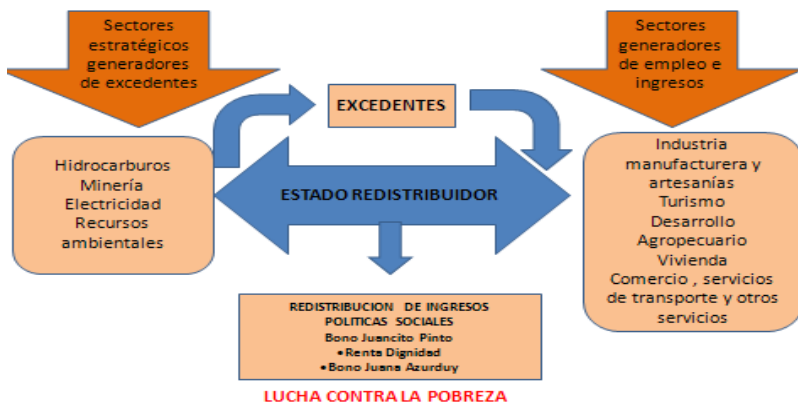 Sectores
estratégicos
generadores
de excedentes
Sectores
generadores
de empleo e
ingresos
EXCEDENTES
Hidrocarburos
Minería
Electricidad
Recursos
ambientales
ESTADO REDISTRIBUIDOR
Industria
manufacturera y
artesanías
Turismo
Desarrollo
Agropecuario
Vivienda
Comercio , servicios
de transporte y otros
servicios
REDISTRIBUCION DE INGRESOS
POLITICAS SOCIALES
Bono Juancito Pinto
•Renta Dignidad
•Bono Juana Azurduy
LUCHA CONTRA LA POBREZA